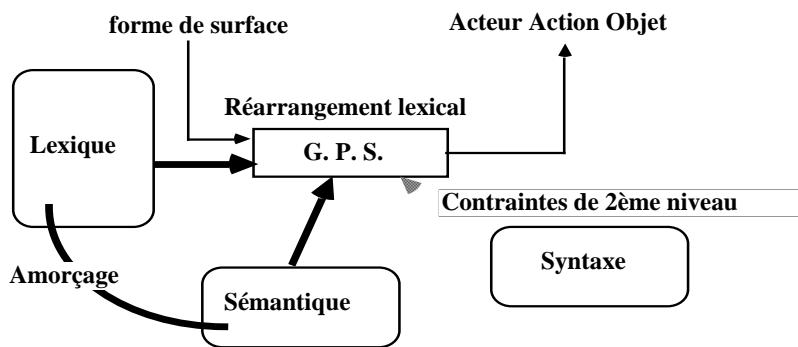 forme de surface
Acteur Action Objet
Réarrangement lexical
Lexique
G. P. S.
Contraintes de 2ème niveau
Amorçage
Sémantique
Syntaxe